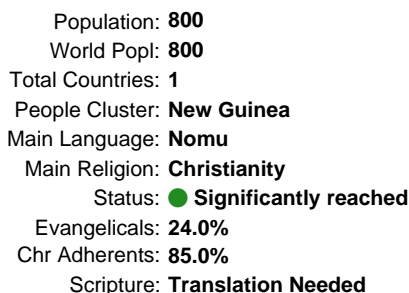 Population: 800
World Popl: 800
Total Countries: 1
People Cluster: New Guinea
Main Language: Nomu
Main Religion: Christianity
Status: Significantly reached
Evangelicals: 24.0%
Chr Adherents: 85.0%
Scripture: Translation Needed